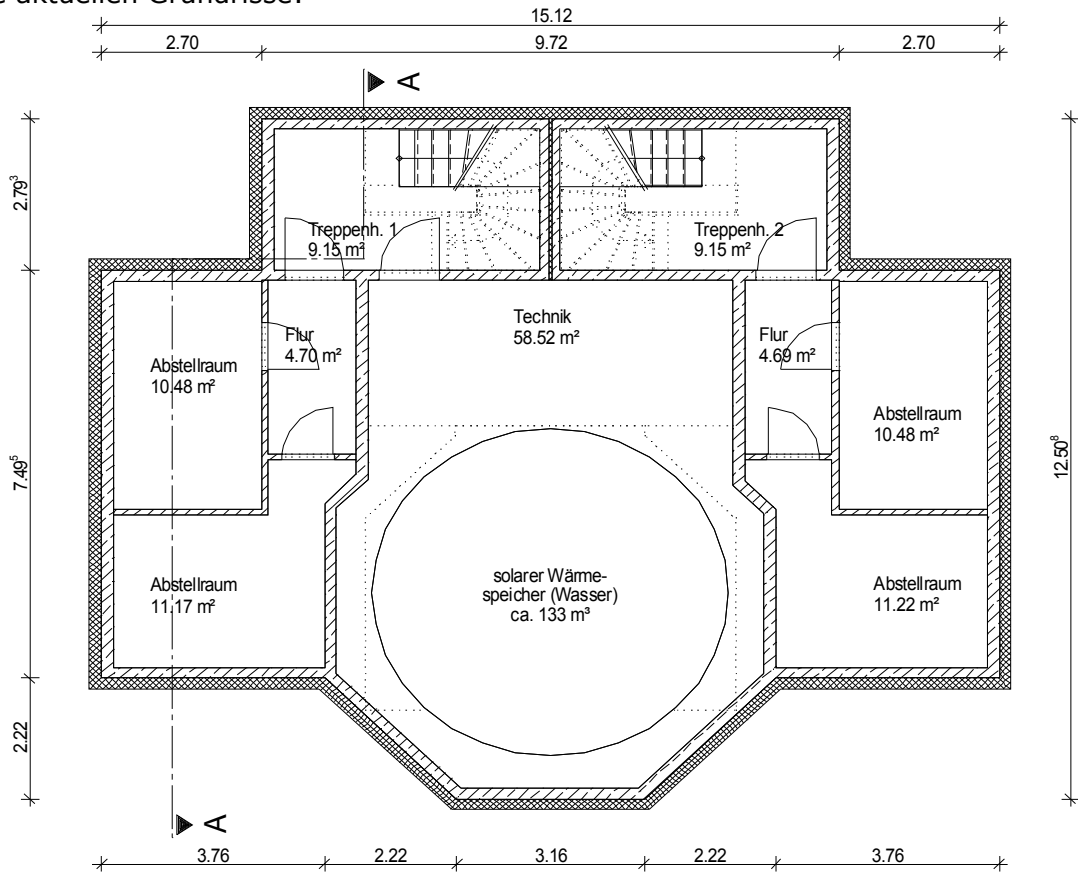 aktuellen Grundrisse.
15.12
2.70 9.72 2.70
A
2.79³
7.49⁵
2.22
12.50⁸
Treppenh. 1
9.15 m²
Treppenh. 2
9.15 m²
Technik
58.52 m²
Flur
4.70 m²
Flur
4.69 m²
Abstellraum
10.48 m²
Abstellraum
10.48 m²
Abstellraum
11.17 m²
solarer Wärme-
speicher (Wasser)
ca. 133 m³
Abstellraum
11.22 m²
A
3.76 2.22 3.16 2.22 3.76